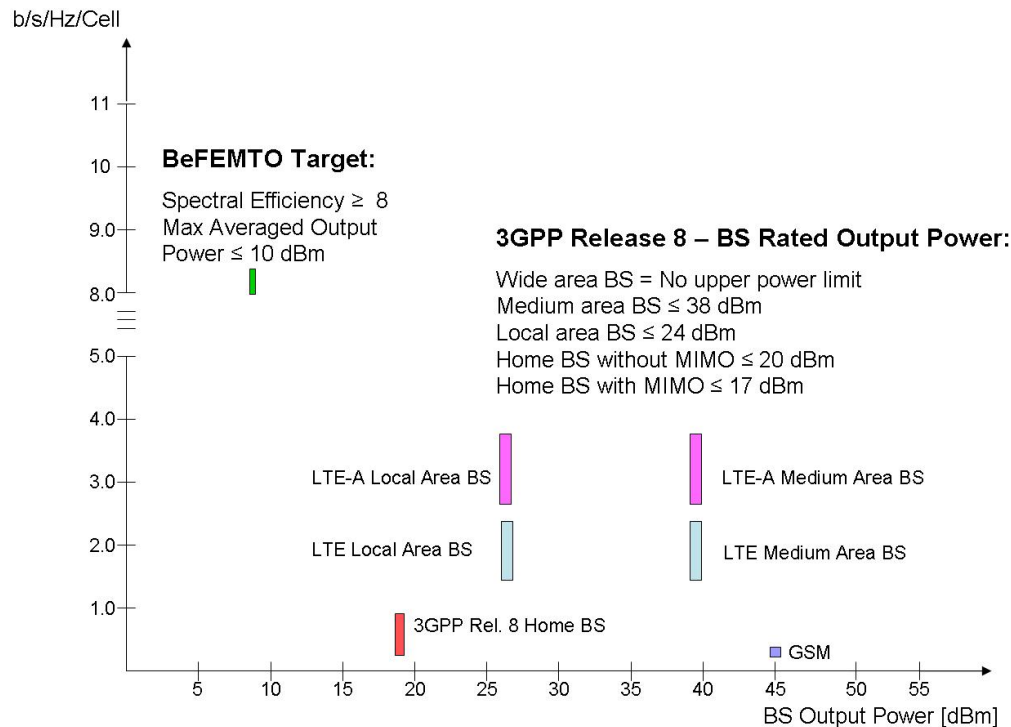 b/s/Hz/Cell
11
10
BeFEMTO Target:
Spectral Efficiency ≥ 8
Max Averaged Output
Power ≤ 10 dBm
9.0
8.0
3GPP Release 8 – BS Rated Output Power:
Wide area BS = No upper power limit
Medium area BS ≤ 38 dBm
Local area BS ≤ 24 dBm
Home BS without MIMO ≤ 20 dBm
Home BS with MIMO ≤ 17 dBm
5.0
4.0
3.0
LTE-A Local Area BS
LTE-A Medium Area BS
2.0
LTE Local Area BS
LTE Medium Area BS
1.0
3GPP Rel. 8 Home BS
GSM
5 10 15 20 25 30 35 40 45 50 55
BS Output Power [dBm]